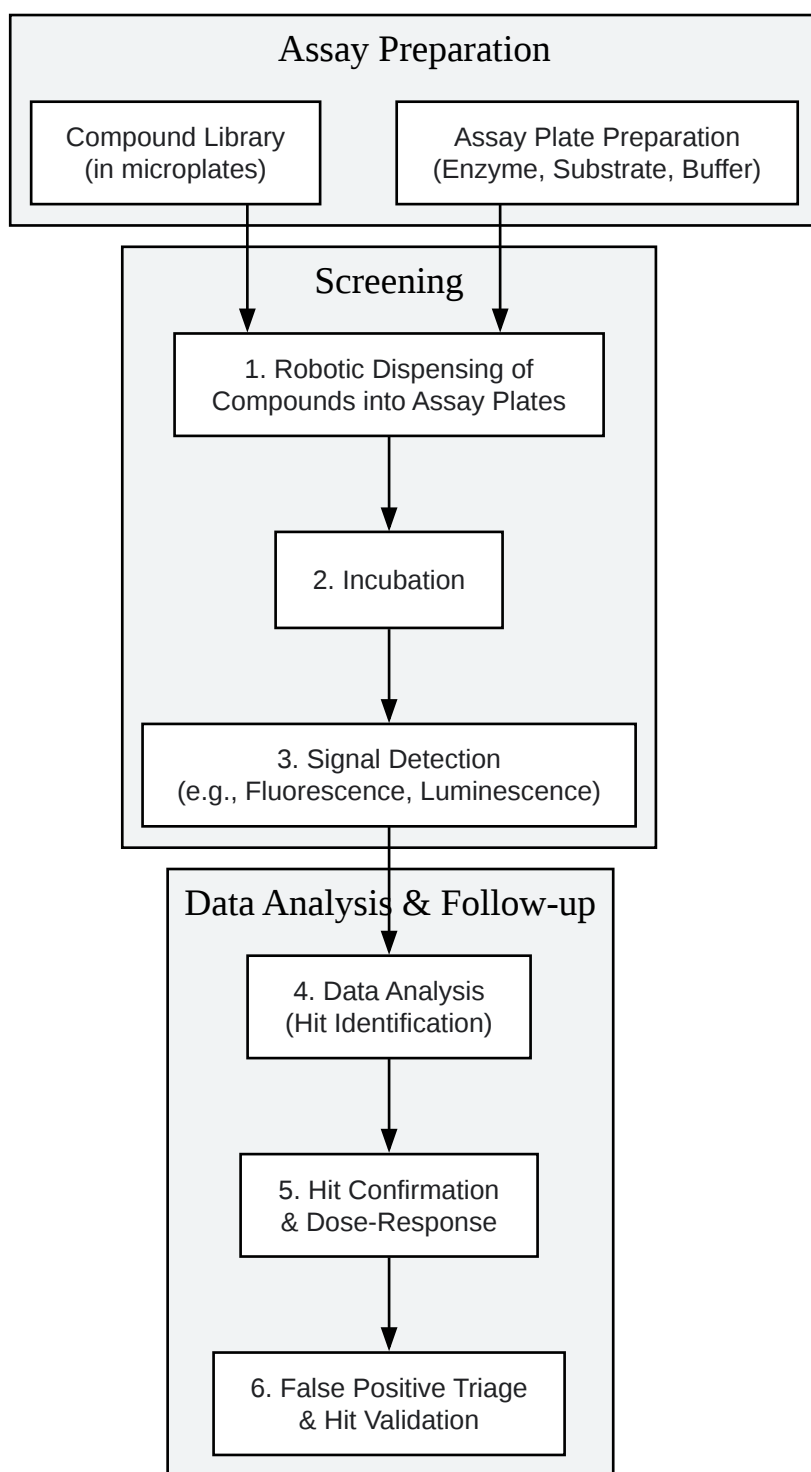 Assay Preparation
Compound Library
(in microplates)
Assay Plate Preparation
(Enzyme, Substrate, Buffer)
Screening
1. Robotic Dispensing of
Compounds into Assay Plates
2. Incubation
3. Signal Detection
(e.g., Fluorescence, Luminescence)
Data Analysis & Follow-up
4. Data Analysis
(Hit Identification)
5. Hit Confirmation
& Dose-Response
6. False Positive Triage
& Hit Validation